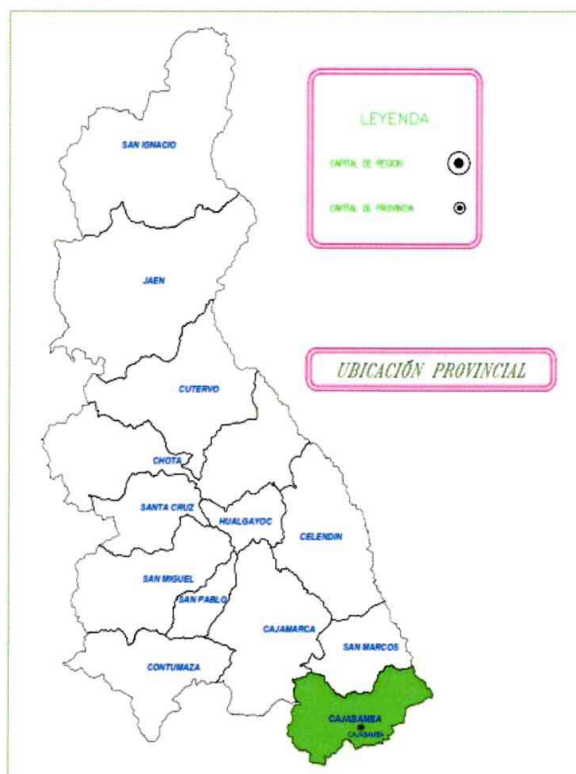 SAN IGNACIO
LEYENDA
CAPITAL DE REGION
CAPITAL DE PROVINCIA
JAEN
UBICACIÓN PROVINCIAL
CUTERVO
CHOTA
SANTA CRUZ
HUALGAYOC
CELENDIN
SAN MIGUEL
SAN PABLO
CAJAMARCA
SAN MARCOS
CONTUMAZA
CAJABAMBA
CAJABAMBA